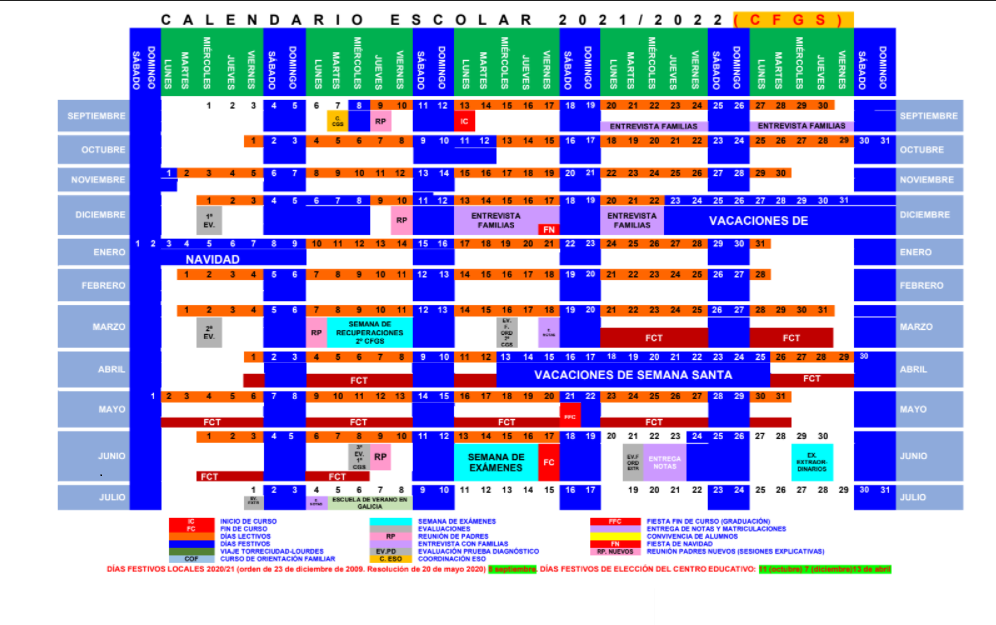 CALENDARIO ESCOLAR 2021/2022 (CFGS)
SÁBADO DOMINGO LUNES MARTES MIÉRCOLES JUEVES VIERNES SÁBADO DOMINGO LUNES MARTES MIÉRCOLES JUEVES VIERNES SÁBADO DOMINGO LUNES MARTES MIÉRCOLES JUEVES VIERNES SÁBADO DOMINGO LUNES MARTES MIÉRCOLES JUEVES VIERNES SÁBADO DOMINGO LUNES MARTES MIÉRCOLES JUEVES VIERNES SÁBADO DOMINGO
SEPTIEMBRE 1 2 3 4 5 6 7 8 9 10 11 12 13 14 15 16 17 18 19 20 21 22 23 24 25 26 27 28 29 30 SEPTIEMBRE
C. CGS RP IC ENTREVISTA FAMILIAS ENTREVISTA FAMILIAS
OCTUBRE 1 2 3 4 5 6 7 8 9 10 11 12 13 14 15 16 17 18 19 20 21 22 23 24 25 26 27 28 29 30 31 OCTUBRE
NOVIEMBRE 1 2 3 4 5 6 7 8 9 10 11 12 13 14 15 16 17 18 19 20 21 22 23 24 25 26 27 28 29 30 NOVIEMBRE
DICIEMBRE 1 2 3 4 5 6 7 8 9 10 11 12 13 14 15 16 17 18 19 20 21 22 23 24 25 26 27 28 29 30 31 DICIEMBRE
1ª EV. RP ENTREVISTA FAMILIAS FN ENTREVISTA FAMILIAS VACACIONES DE
ENERO 1 2 3 4 5 6 7 8 9 10 11 12 13 14 15 16 17 18 19 20 21 22 23 24 25 26 27 28 29 30 31 ENERO
NAVIDAD
FEBRERO 1 2 3 4 5 6 7 8 9 10 11 12 13 14 15 16 17 18 19 20 21 22 23 24 25 26 27 28 FEBRERO
MARZO 1 2 3 4 5 6 7 8 9 10 11 12 13 14 15 16 17 18 19 20 21 22 23 24 25 26 27 28 29 30 31 MARZO
2ª EV. RP SEMANA DE RECUPERACIONES 2º CFGS EV. F. ORD 2º CGS FCT FCT
ABRIL 1 2 3 4 5 6 7 8 9 10 11 12 13 14 15 16 17 18 19 20 21 22 23 24 25 26 27 28 29 30 ABRIL
FCT VACACIONES DE SEMANA SANTA FCT
MAYO 1 2 3 4 5 6 7 8 9 10 11 12 13 14 15 16 17 18 19 20 21 22 23 24 25 26 27 28 29 30 31 MAYO
FCT FCT FCT FFC FCT
JUNIO 1 2 3 4 5 6 7 8 9 10 11 12 13 14 15 16 17 18 19 20 21 22 23 24 25 26 27 28 29 30 JUNIO
3ª EV. 1º CGS RP SEMANA DE EXÁMENES FC EV.F ORD ENTREGA NOTAS EX. EXTRAOR- DINARIOS
FCT FCT
JULIO 1 2 3 4 5 6 7 8 9 10 11 12 13 14 15 16 17 19 20 21 22 23 24 25 26 27 28 29 30 31 JULIO
ESCUELA DE VERANO EN GALICIA
IC INICIO DE CURSO SEMANA DE EXÁMENES FFC FIESTA FIN DE CURSO (GRADUACIÓN)
FC FIN DE CURSO EVALUACIONES ENTREGA DE NOTAS Y MATRICULACIONES
DÍAS LECTIVOS RP REUNIÓN DE PADRES CONVIVENCIA DE ALUMNOS
DÍAS FESTIVOS ENTREVISTA CON FAMILIAS FN FIESTA DE NAVIDAD
VIAJE TORRECIUDAD-LOURDES EV.PD EVALUACIÓN PRUEBA DIAGNÓSTICO RP. NUEVOS REUNIÓN PADRES NUEVOS (SESIONES EXPLICATIVAS)
COF CURSO DE ORIENTACIÓN FAMILIAR C. ESO COORDINACIÓN ESO
DÍAS FESTIVOS LOCALES 2020/21 (orden de 23 de diciembre de 2009. Resolución de 20 de mayo 2020) 8 septiembre. DÍAS FESTIVOS DE ELECCIÓN DEL CENTRO EDUCATIVO: 11 (octubre) 7 (diciembre)13 de abril